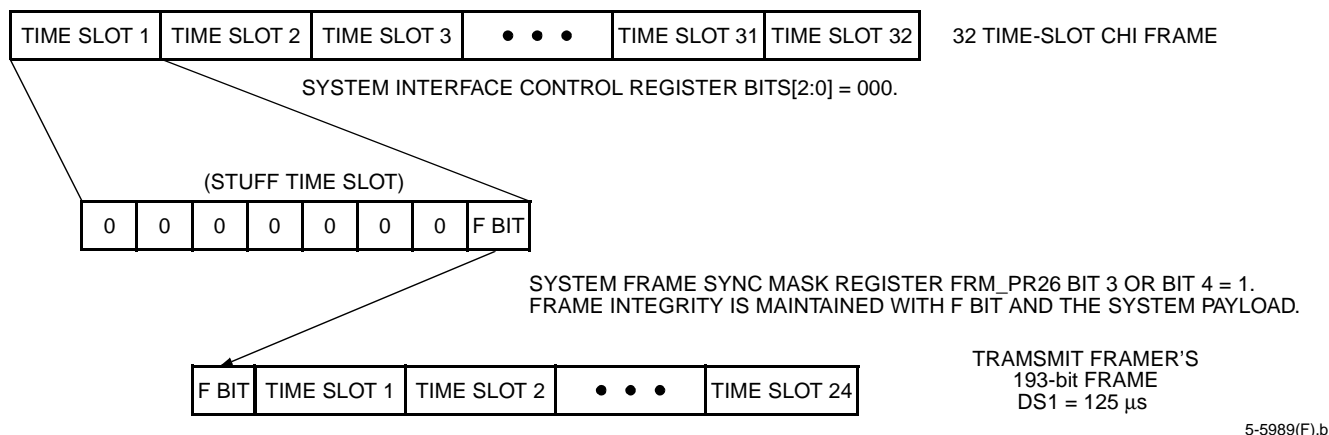 TIME SLOT 1 TIME SLOT 2 TIME SLOT 3 • • • TIME SLOT 31 TIME SLOT 32 32 TIME-SLOT CHI FRAME
SYSTEM INTERFACE CONTROL REGISTER BITS[2:0] = 000.
(STUFF TIME SLOT)
0 0 0 0 0 0 0 F BIT
SYSTEM FRAME SYNC MASK REGISTER FRM_PR26 BIT 3 OR BIT 4 = 1.
FRAME INTEGRITY IS MAINTAINED WITH F BIT AND THE SYSTEM PAYLOAD.
F BIT TIME SLOT 1 TIME SLOT 2 • • • TIME SLOT 24
TRAMSMIT FRAMER'S
193-bit FRAME
DS1 = 125 µs
5-5989(F).b